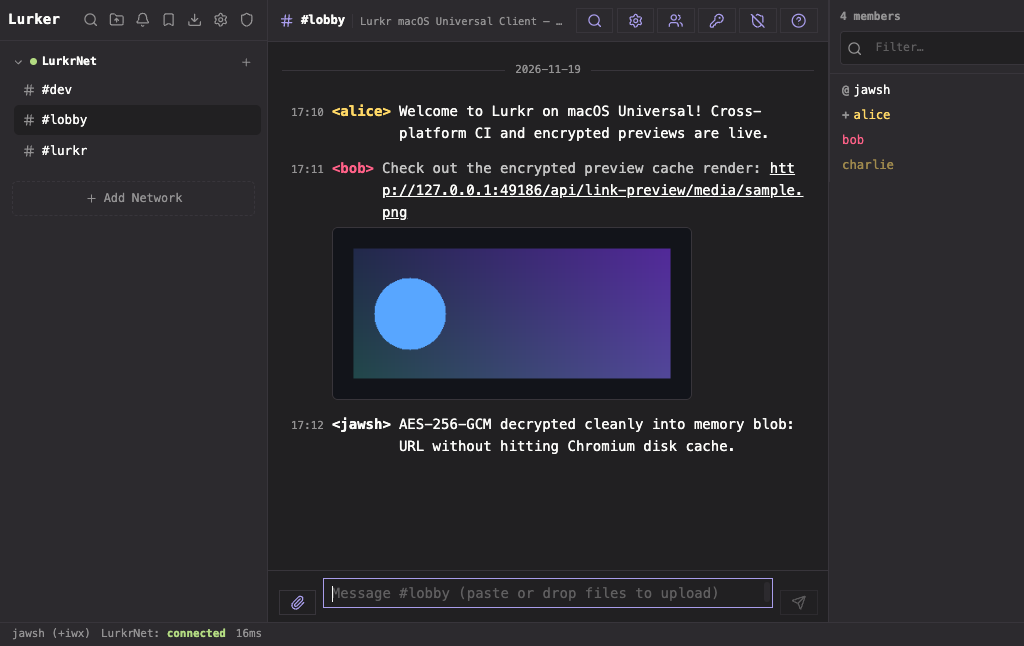 Lurker
LurkrNet
# #dev
# #lobby
# #lurkr
+ Add Network
# #lobby Lurkr macOS Universal Client — …
2026-11-19
17:10 <alice> Welcome to Lurkr on macOS Universal! Cross-
platform CI and encrypted previews are live.
17:11 <bob> Check out the encrypted preview cache render: htt
p://127.0.0.1:49186/api/link-preview/media/sample.
png
17:12 <jawsh> AES-256-GCM decrypted cleanly into memory blob:
URL without hitting Chromium disk cache.
Message #lobby (paste or drop files to upload)
4 members
Filter…
@ jawsh
+ alice
bob
charlie
jawsh (+iwx) LurkrNet: connected 16ms